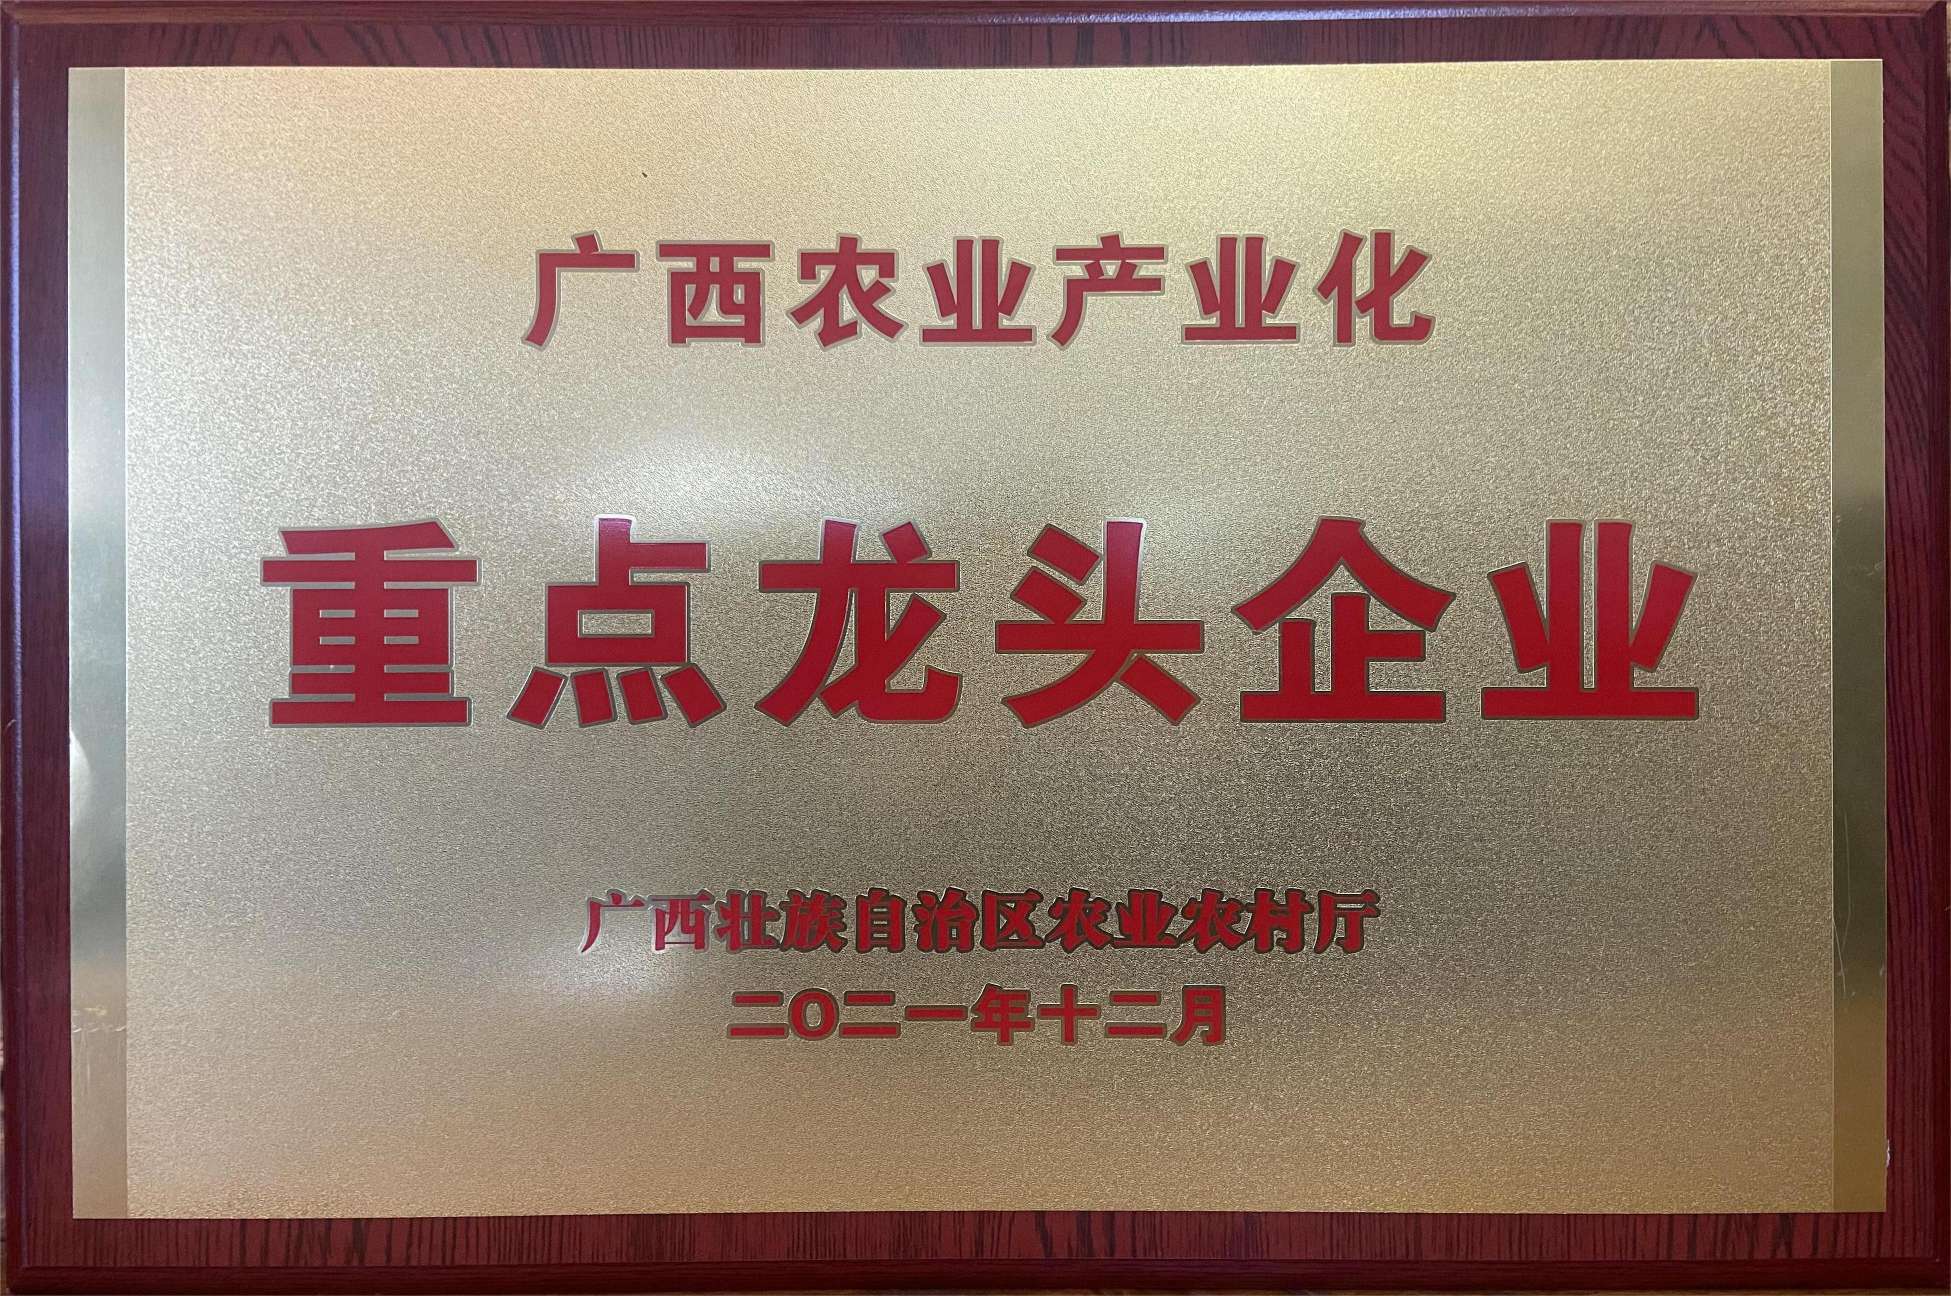 广西农业产业化
重点龙头企业
广西壮族自治区农业农村厅
二O二一年十二月